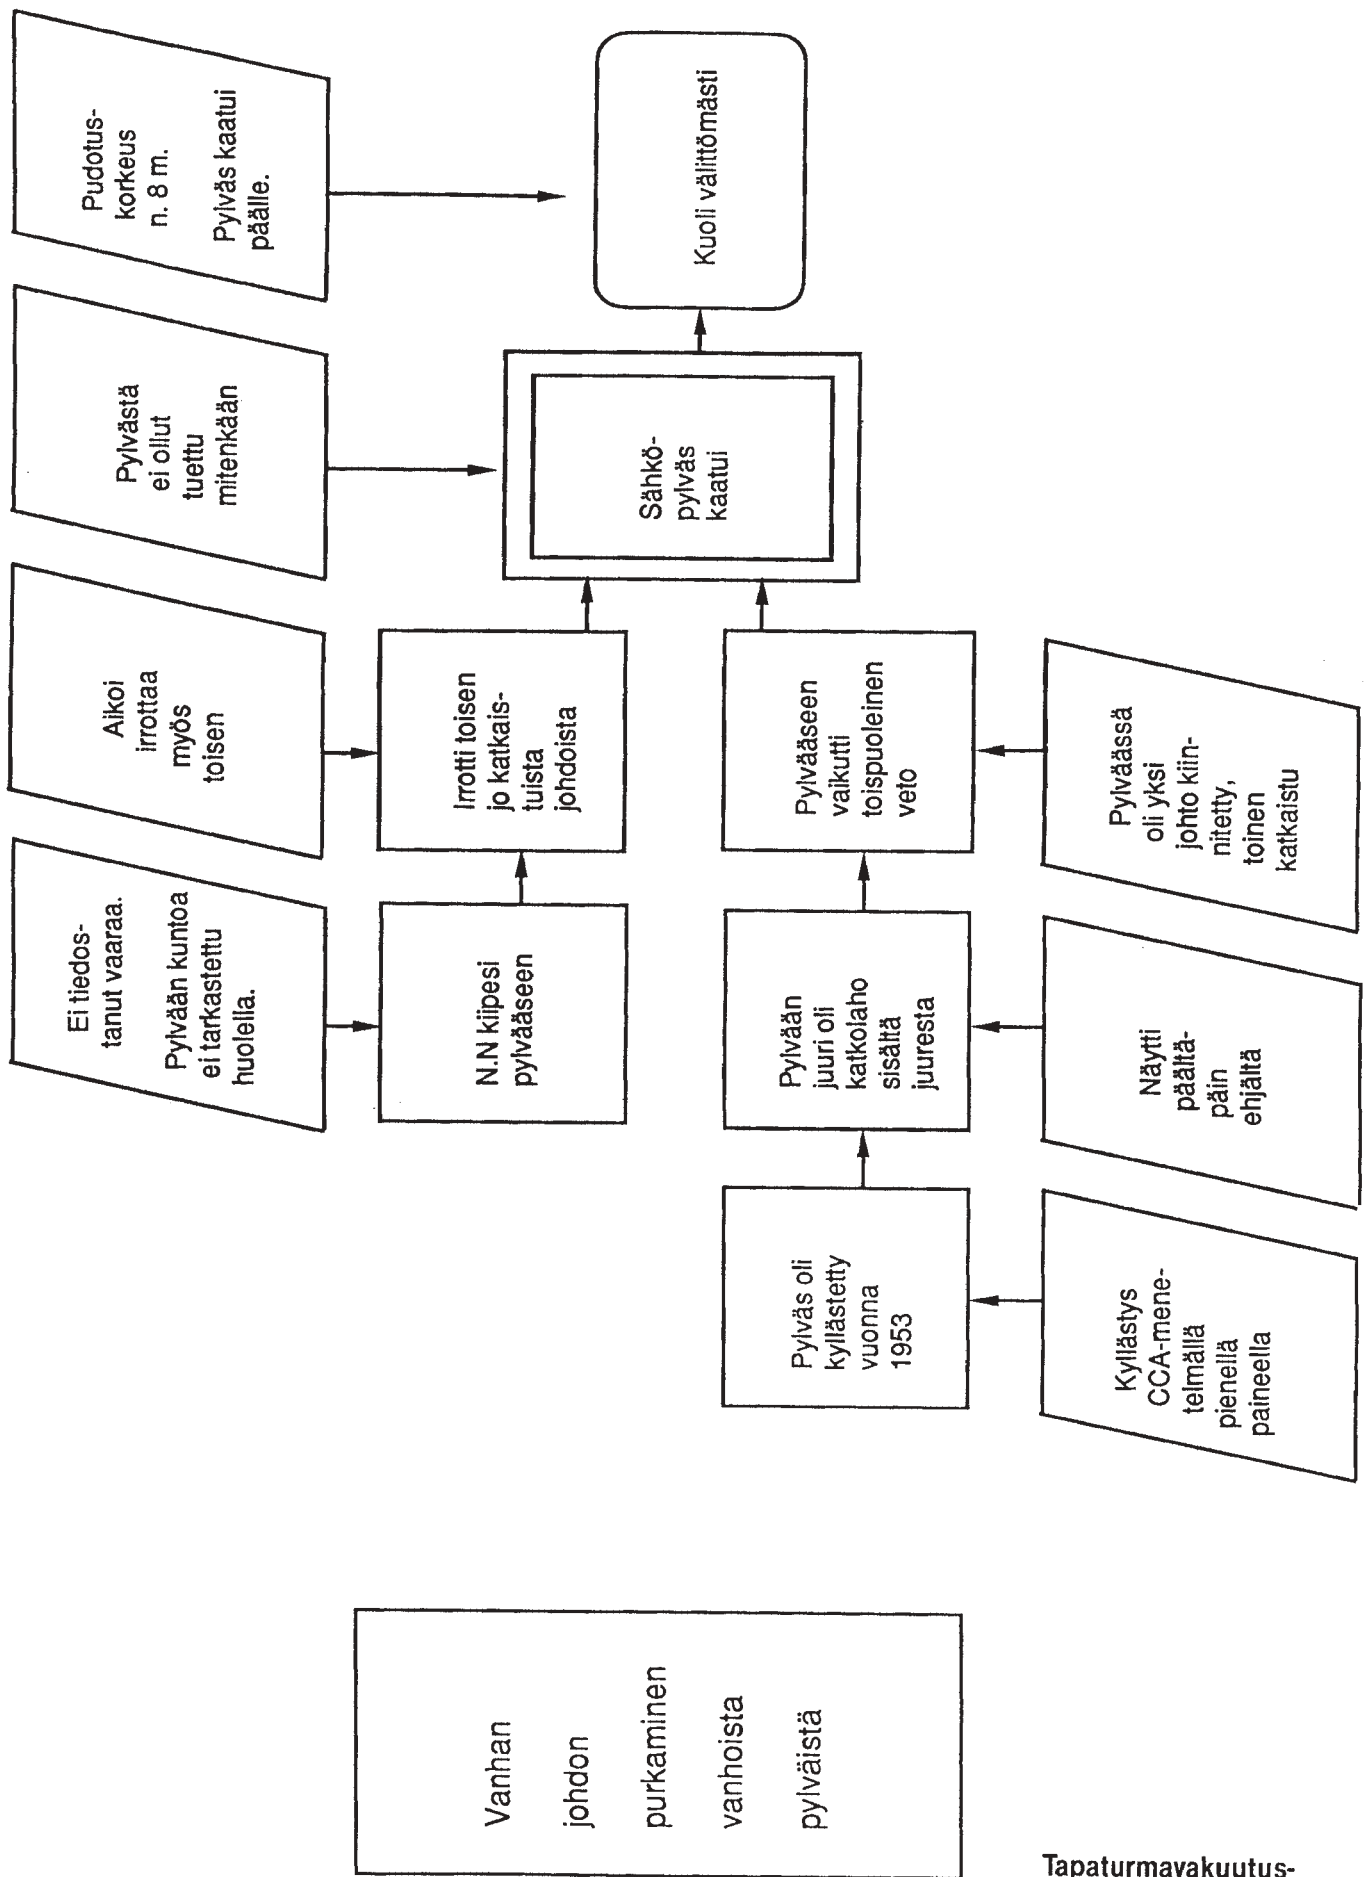 Vanhan
johdon
purkaminen
vanhoista
pylväistä
Ei tiedos-
tanut vaaraa.
Pylvään kuntoa
ei tarkastettu
huolella.
Aikoi
irrottaa
myös
toisen
Pylvästä
ei ollut
tuettu
mitenkään
Pudotus-
korkeus
n. 8 m.
Pylväs kaatui
päälle.
N.N kiipesi
pylvääseen
Irrotti toisen
jo katkais-
tuista
johdoista
Sähkö-
pylväs
kaatui
Kuoli välittömästi
Pylväs oli
kyllästetty
vuonna
1953
Pylvään
juuri oli
katkolaho
sisältä
juuresta
Pylvääseen
vaikutti
toispuoleinen
veto
Kyllästys
CCA-mene-
telmällä
pienellä
paineella
Näytti
päältä-
päin
ehjältä
Pylväässä
oli yksi
johto kiin-
nitetty,
toinen
katkaistu
Tapaturmavakuutus-